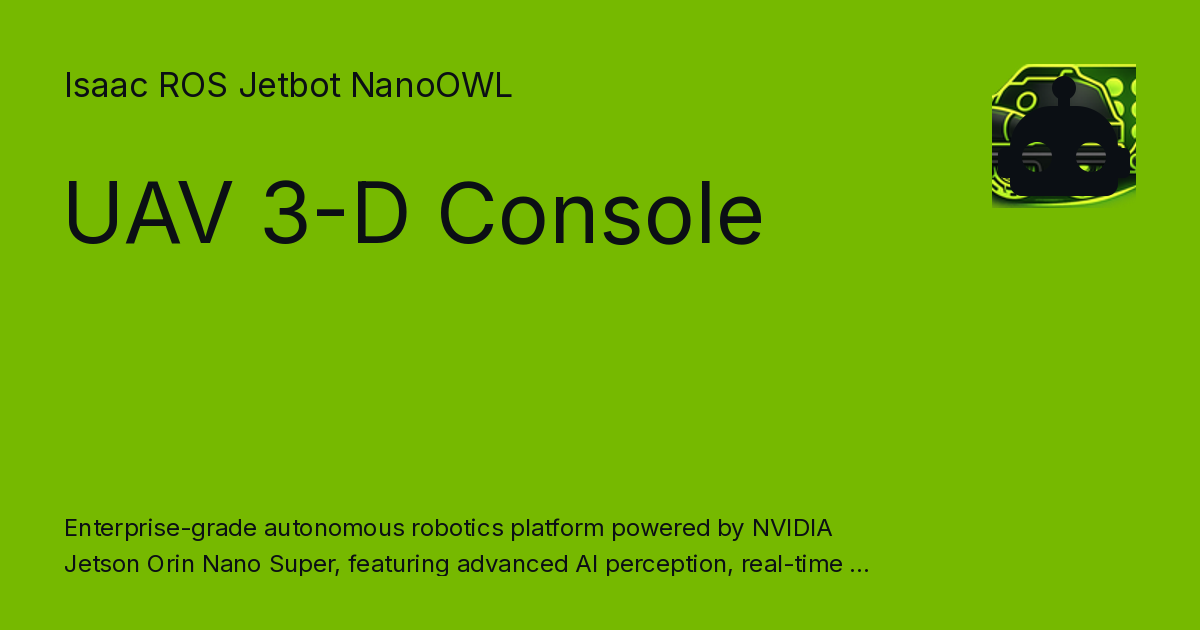 Isaac ROS Jetbot NanoOWL
UAV 3-D Console
Enterprise-grade autonomous robotics platform powered by NVIDIA
Jetson Orin Nano Super, featuring advanced AI perception, real-time ...